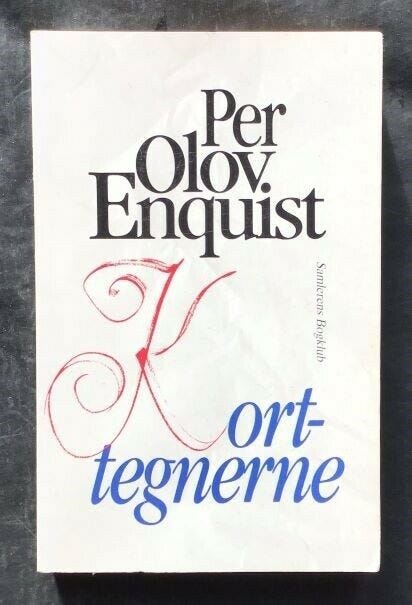 Per
Olov
Enquist
Samlerens Bogklub
Kort-
tegnerne